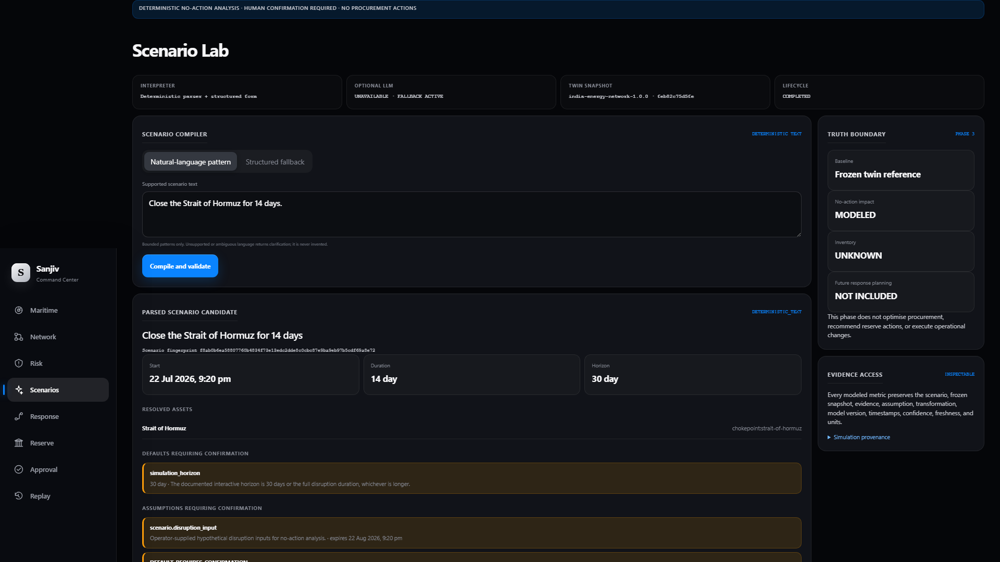 DETERMINISTIC NO-ACTION ANALYSIS · HUMAN CONFIRMATION REQUIRED · NO PROCUREMENT ACTIONS
Scenario Lab
INTERPRETER
Deterministic parser + structured form
OPTIONAL LLM
UNAVAILABLE · FALLBACK ACTIVE
TWIN SNAPSHOT
india-energy-network-1.0.0 · feb82c75d5fe
LIFECYCLE
COMPLETED
SCENARIO COMPILER
DETERMINISTIC TEXT
Natural-language pattern
Structured fallback
Supported scenario text
Close the Strait of Hormuz for 14 days.
Bounded patterns only. Unsupported or ambiguous language returns clarification; it is never invented.
Compile and validate
PARSED SCENARIO CANDIDATE
DETERMINISTIC_TEXT
Close the Strait of Hormuz for 14 days
Scenario fingerprint f8ab0b6ea58807760b4834f73e13edc2dde8c0cbc87e9ba9eb97b5cdf69a8e72
Start
22 Jul 2026, 9:20 pm
Duration
14 day
Horizon
30 day
RESOLVED ASSETS
Strait of Hormuz
chokepoint:strait-of-hormuz
DEFAULTS REQUIRING CONFIRMATION
simulation_horizon
30 day · The documented interactive horizon is 30 days or the full disruption duration, whichever is longer.
ASSUMPTIONS REQUIRING CONFIRMATION
scenario.disruption_input
Operator-supplied hypothetical disruption inputs for no-action analysis. · expires 22 Aug 2026, 9:20 pm
DEFAULT-REQUIRES-CONFIRMATION
TRUTH BOUNDARY
PHASE 3
Baseline
Frozen twin reference
No-action impact
MODELED
Inventory
UNKNOWN
Future response planning
NOT INCLUDED
This phase does not optimise procurement,
recommend reserve actions, or execute operational
changes.
EVIDENCE ACCESS
INSPECTABLE
Every modeled metric preserves the scenario, frozen
snapshot, evidence, assumption, transformation,
model version, timestamps, confidence, freshness, and
units.
Simulation provenance
S
Sanjiv
Command Center
Maritime
Network
Risk
Scenarios
Response
Reserve
Approval
Replay